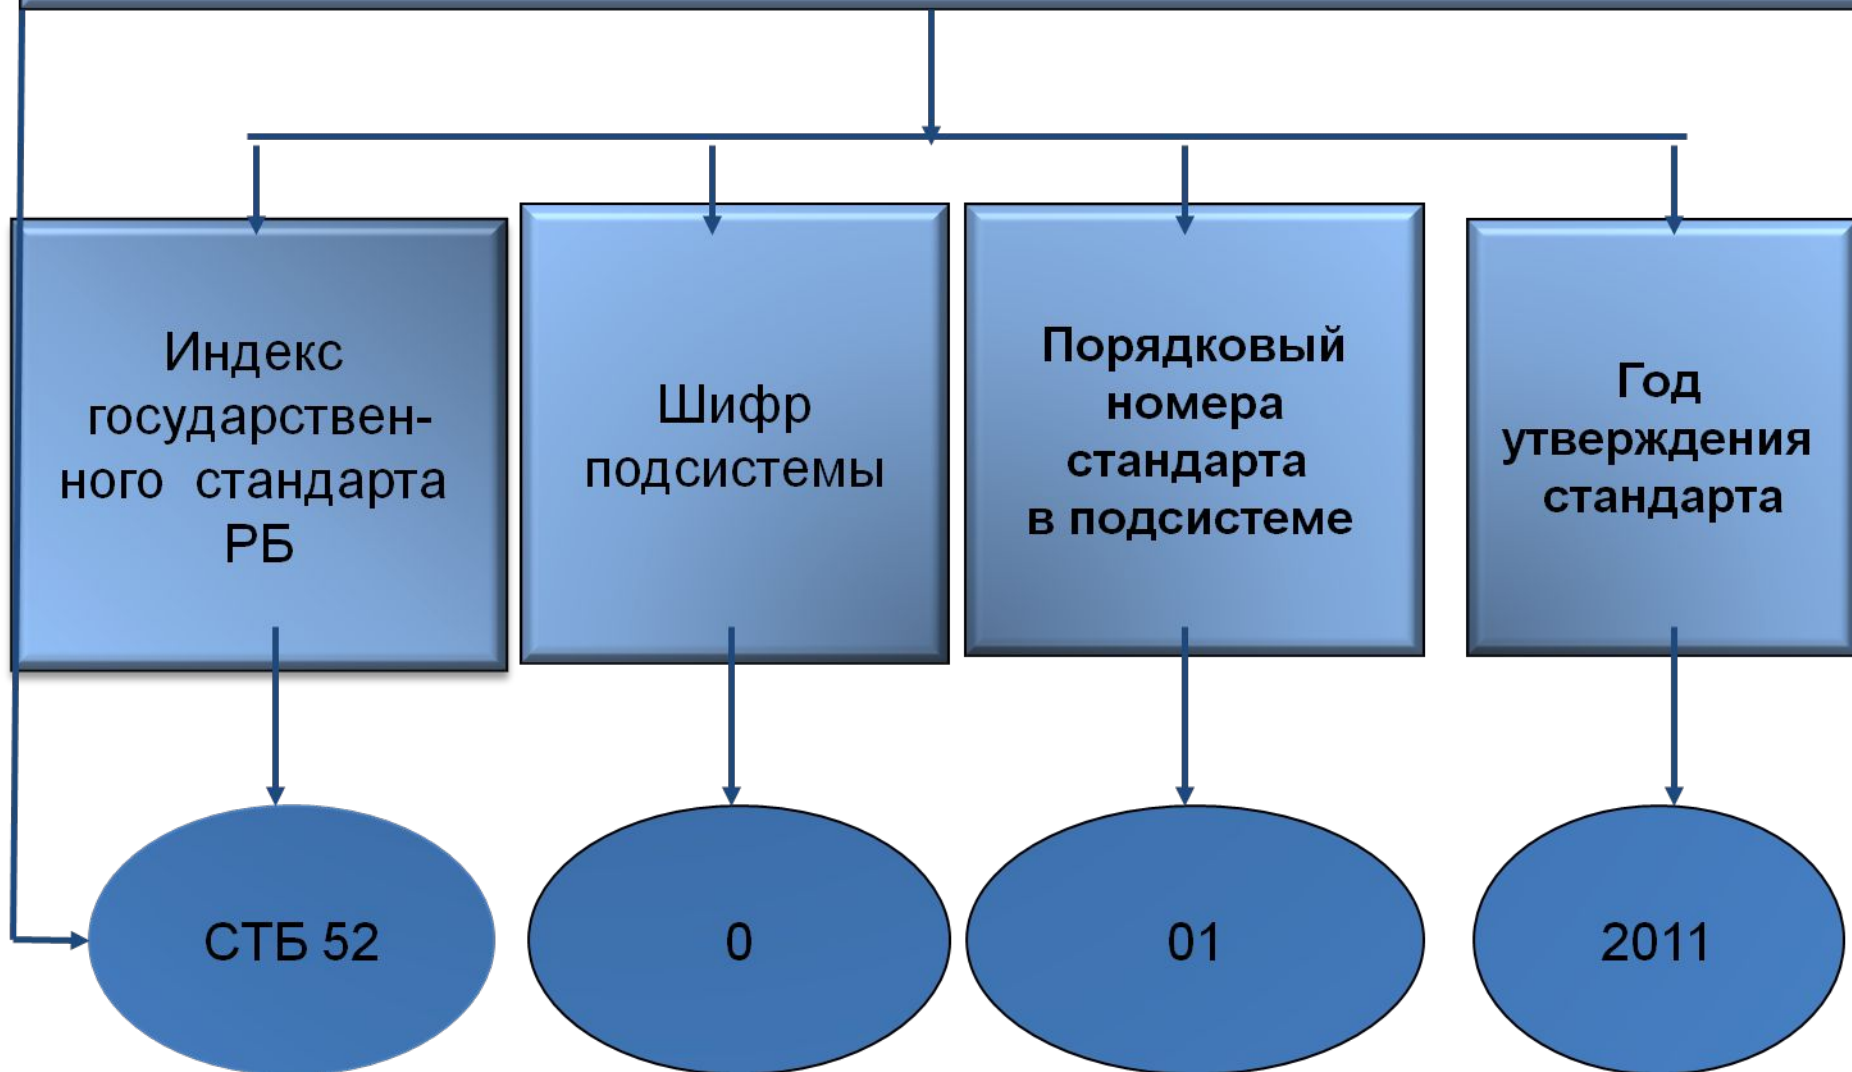 Индекс
государствен-
ного стандарта
РБ
Шифр
подсистемы
Порядковый
номера
стандарта
в подсистеме
Год
утверждения
стандарта
СТБ 52
0
01
2011